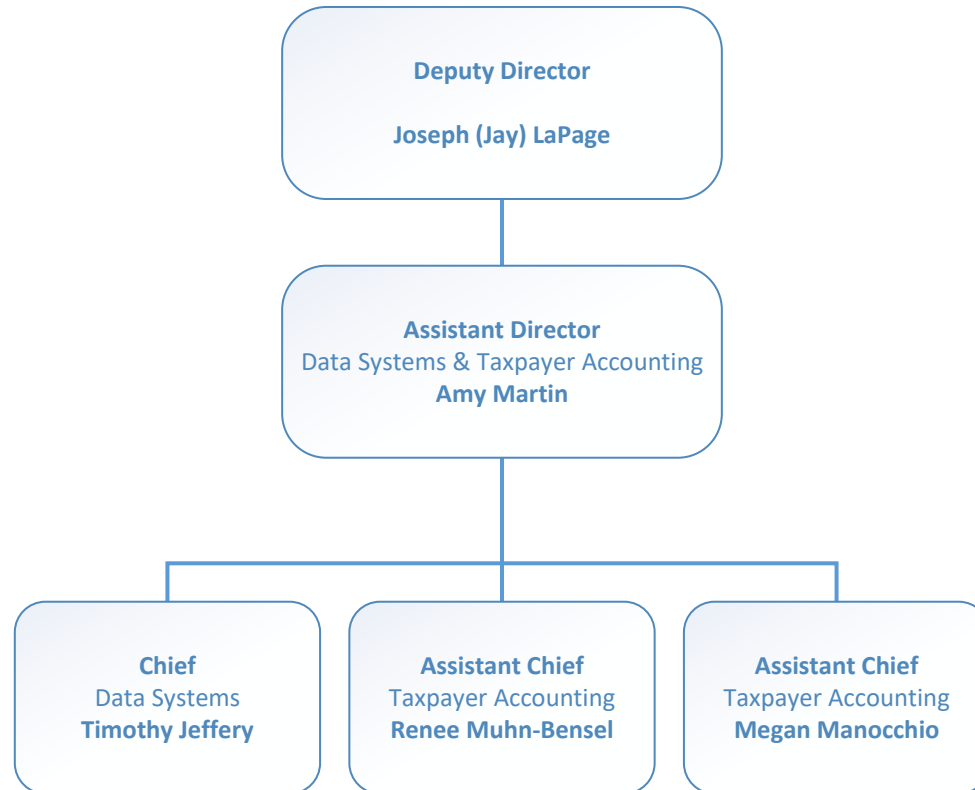 Deputy Director
Joseph (Jay) LaPage
Assistant Director
Data Systems & Taxpayer Accounting
Amy Martin
Chief
Data Systems
Timothy Jeffery
Assistant Chief
Taxpayer Accounting
Renee Muhn-Bensel
Assistant Chief
Taxpayer Accounting
Megan Manocchio